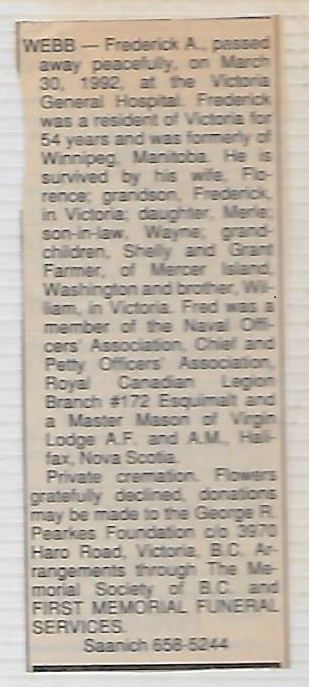 WEBB — Frederick A., passed
away peacefully, on March
30, 1992, at the Victoria
General Hospital. Frederick
was a resident of Victoria for
54 years and was formerly of
Winnipeg, Manitoba. He is
survived by his wife, Flo-
rence; grandson, Frederick,
in Victoria; daughter, Merle;
son-in-law, Wayne; grand-
children, Shelly and Grant
Farmer, of Mercer Island,
Washington and brother, Wil-
liam, in Victoria. Fred was a
member of the Naval Offi-
cers' Association, Chief and
Petty Officers' Association,
Royal Canadian Legion
Branch #172 Esquimalt and
a Master Mason of Virgin
Lodge A.F. and A.M., Hali-
fax, Nova Scotia.
Private cremation. Flowers
gratefully declined, donations
may be made to the George R.
Pearkes Foundation c/o 3970
Haro Road, Victoria, B.C. Ar-
rangements through The Me-
morial Society of B.C. and
FIRST MEMORIAL FUNERAL
SERVICES.
Saanich 658-5244